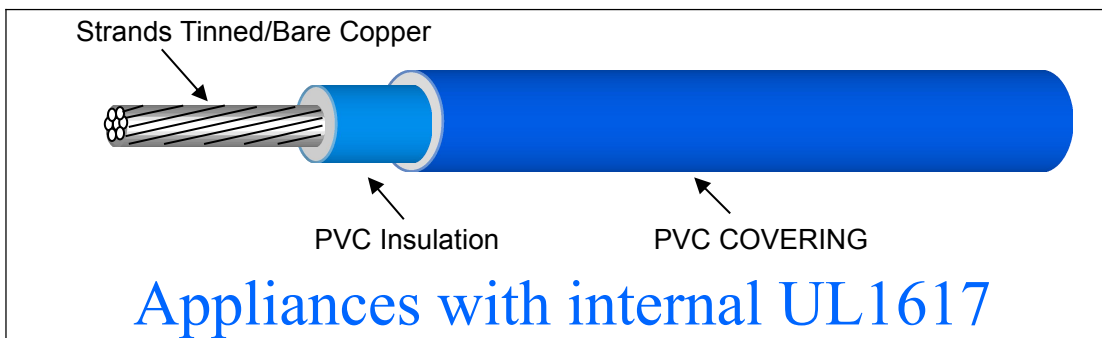 Strands Tinned/Bare Copper
PVC Insulation
PVC COVERING
Appliances with internal UL1617